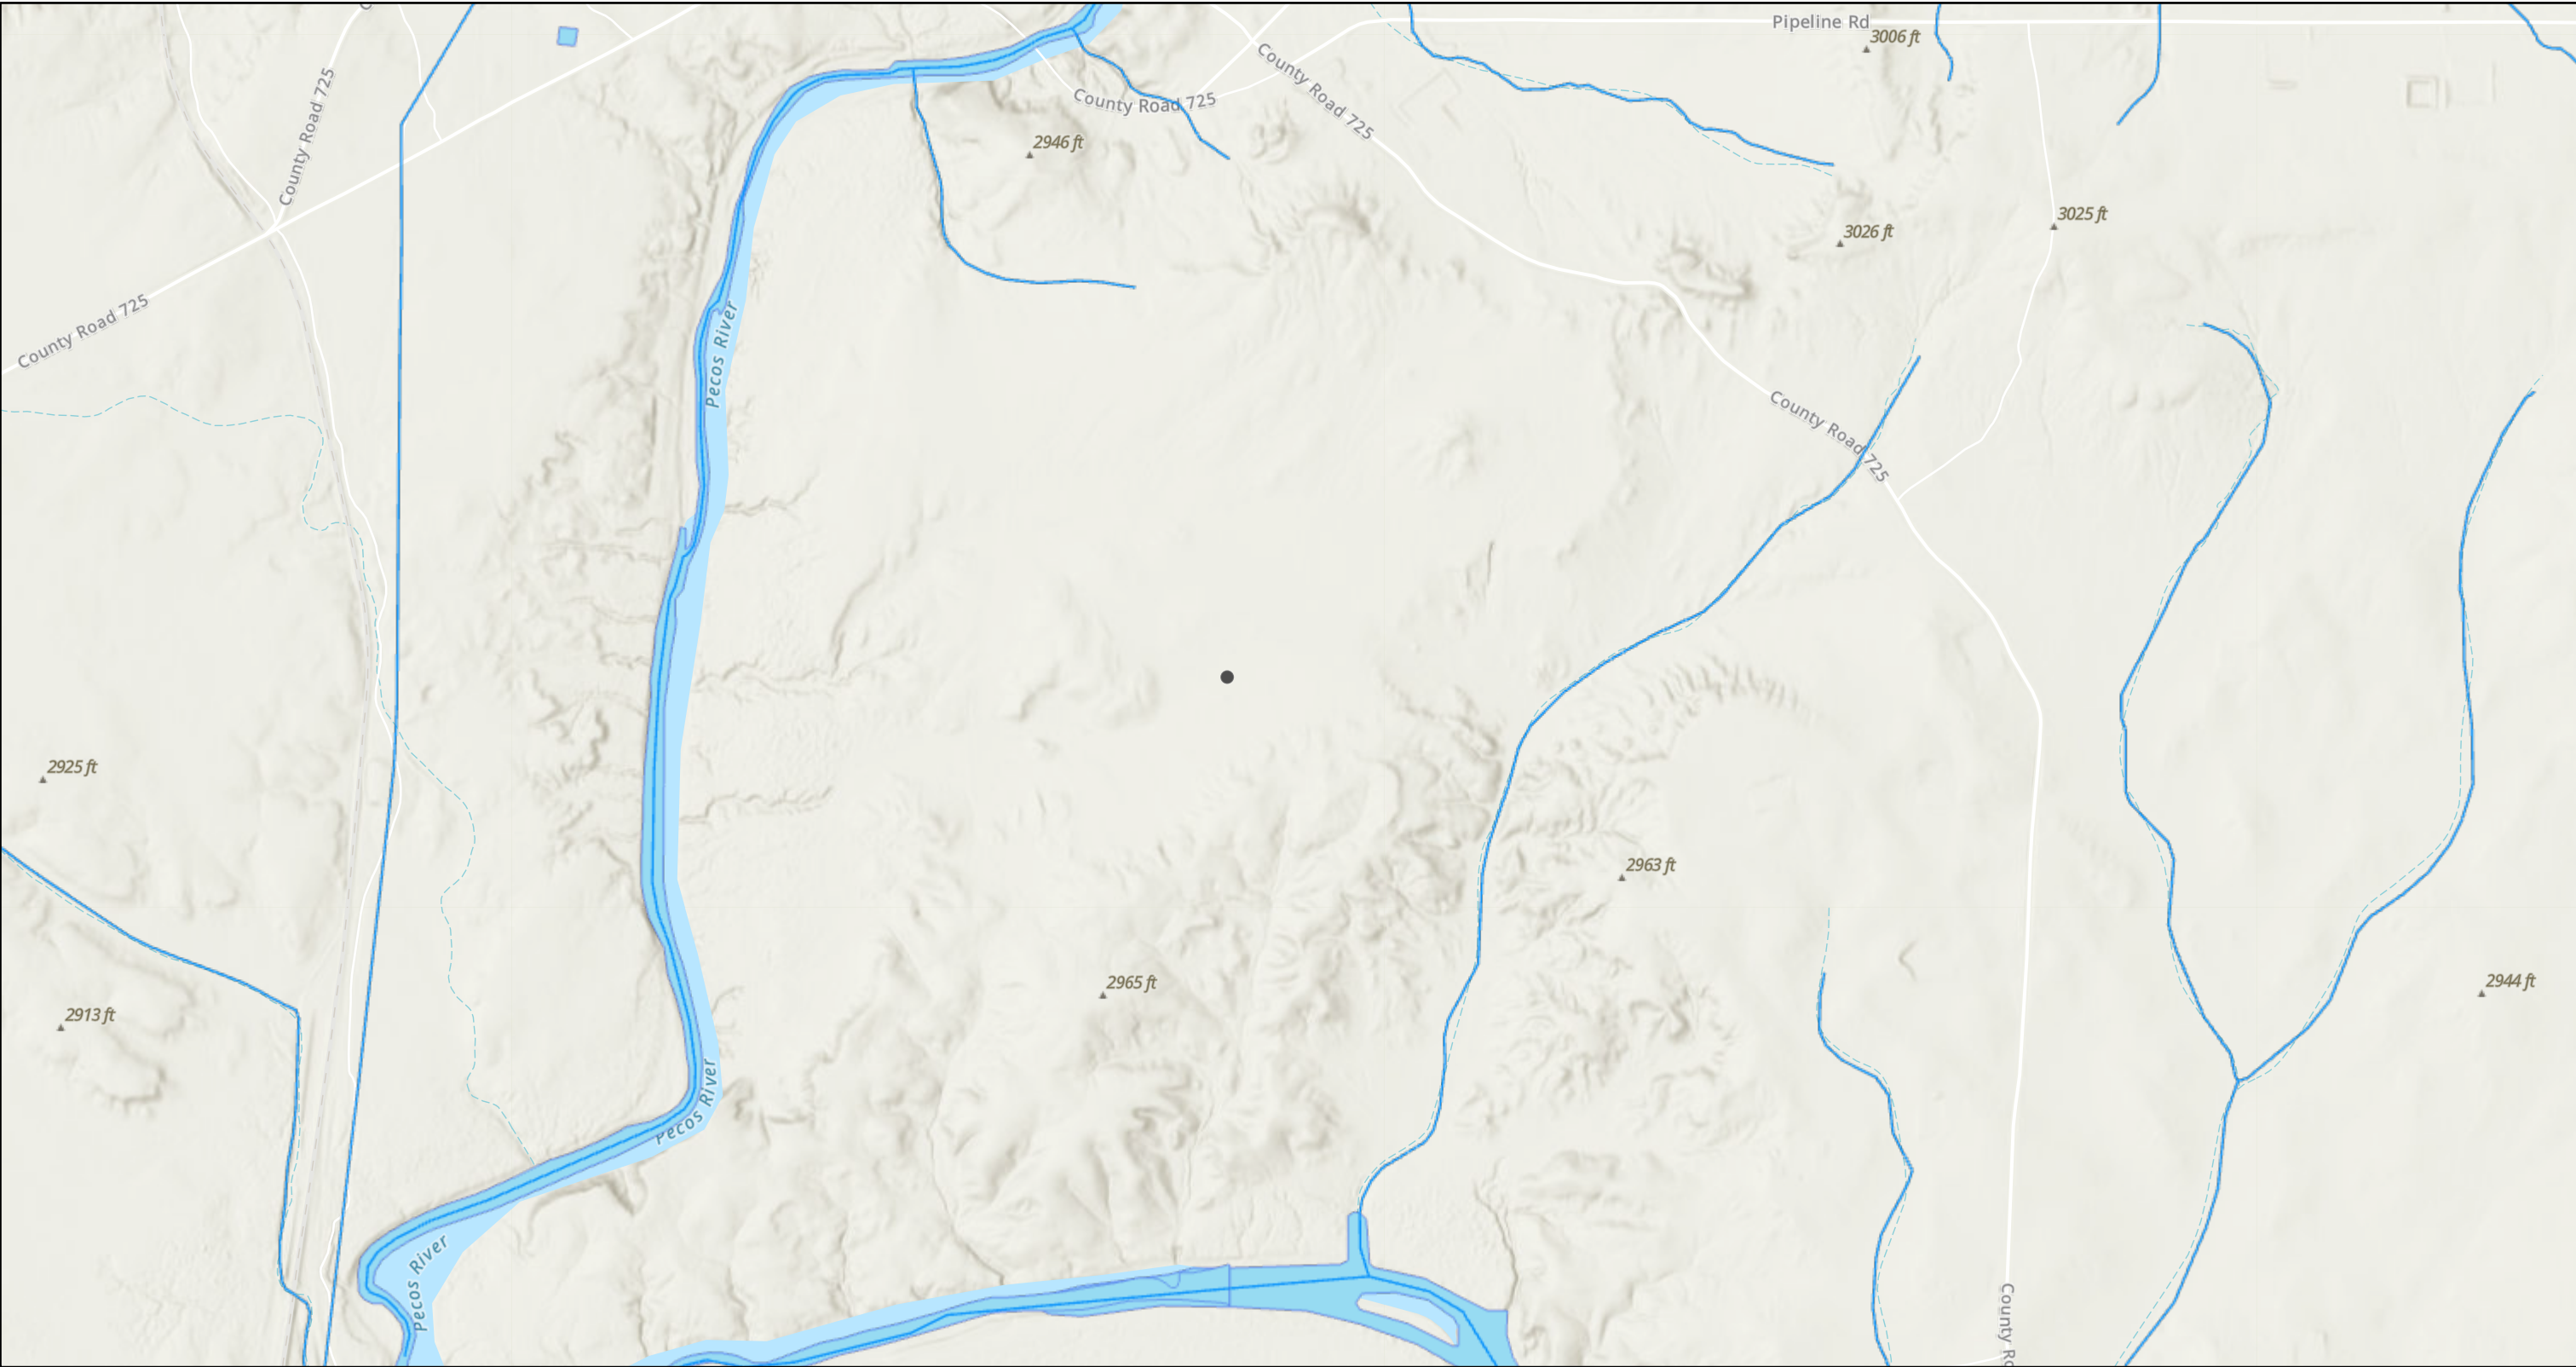 Pipeline Rd
3006 ft
County Road 725
County Road 725
County Road 725
2946 ft
3025 ft
3026 ft
County Road 725
Pecos River
County Road 725
2925 ft
2963 ft
2965 ft
2944 ft
2913 ft
Pecos River
Pecos River
County Ro